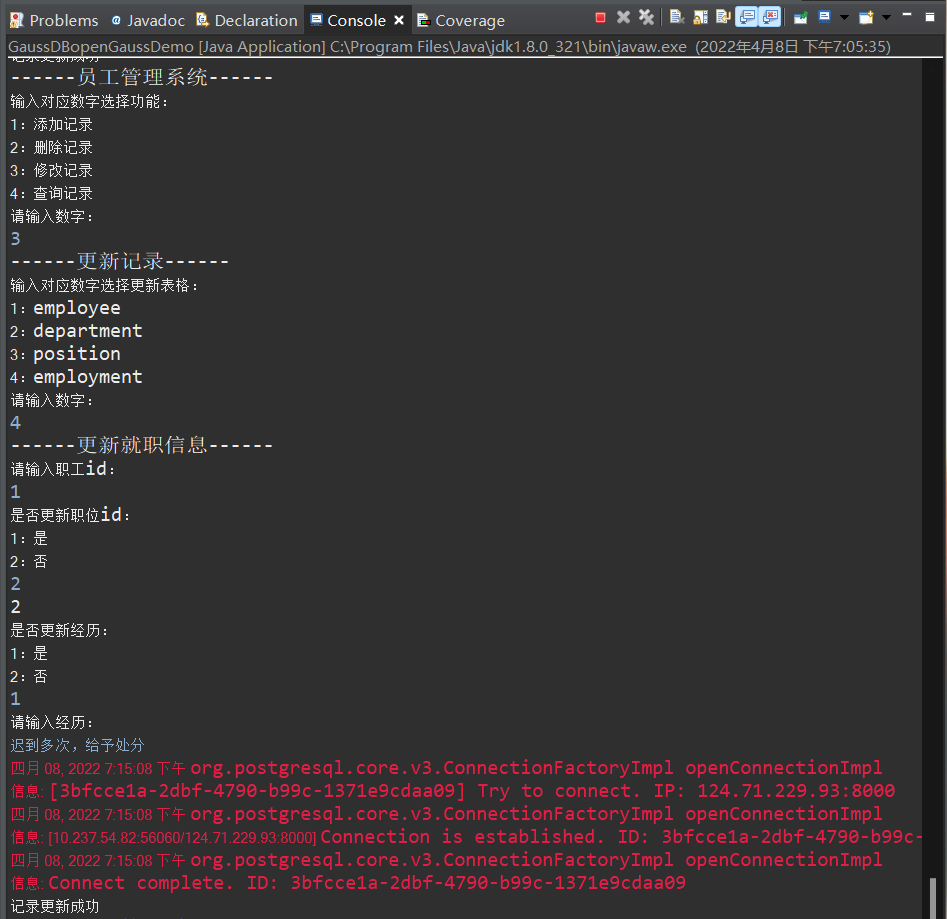 Problems @ Javadoc Declaration Console Coverage
GaussDBopenGaussDemo [Java Application] C:\Program Files\Java\jdk1.8.0_321\bin\javaw.exe (2022年4月8日 下午7:05:35)
记录更新成功
------员工管理系统------
输入对应数字选择功能：
1：添加记录
2：删除记录
3：修改记录
4：查询记录
请输入数字：
3
------更新记录------
输入对应数字选择更新表格：
1：employee
2：department
3：position
4：employment
请输入数字：
4
------更新就职信息------
请输入职工id：
1
是否更新职位id：
1：是
2：否
2
2
是否更新经历：
1：是
2：否
1
请输入经历：
迟到多次，给予处分
四月 08, 2022 7:15:08 下午 org.postgresql.core.v3.ConnectionFactoryImpl openConnectionImpl
信息: [3bfcce1a-2dbf-4790-b99c-1371e9cdaa09] Try to connect. IP: 124.71.229.93:8000
四月 08, 2022 7:15:08 下午 org.postgresql.core.v3.ConnectionFactoryImpl openConnectionImpl
信息: [10.237.54.82:56060/124.71.229.93:8000] Connection is established. ID: 3bfcce1a-2dbf-4790-b99c-
四月 08, 2022 7:15:08 下午 org.postgresql.core.v3.ConnectionFactoryImpl openConnectionImpl
信息: Connect complete. ID: 3bfcce1a-2dbf-4790-b99c-1371e9cdaa09
记录更新成功